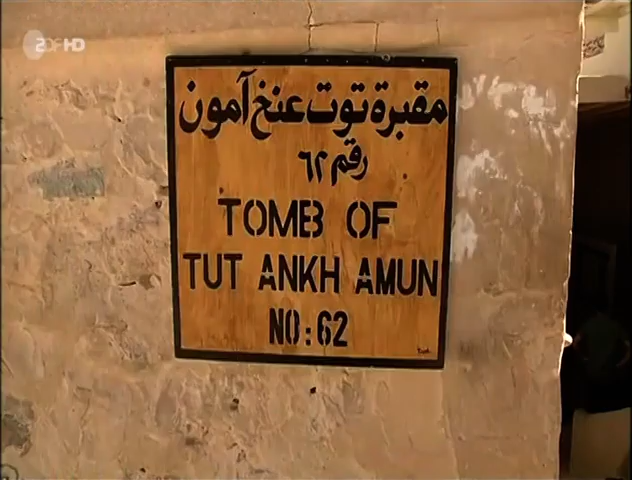 ZDF HD
مقبرة توت عنخ آمون
رقم ٦٢
TOMB OF
TUT ANKH AMUN
NO: 62